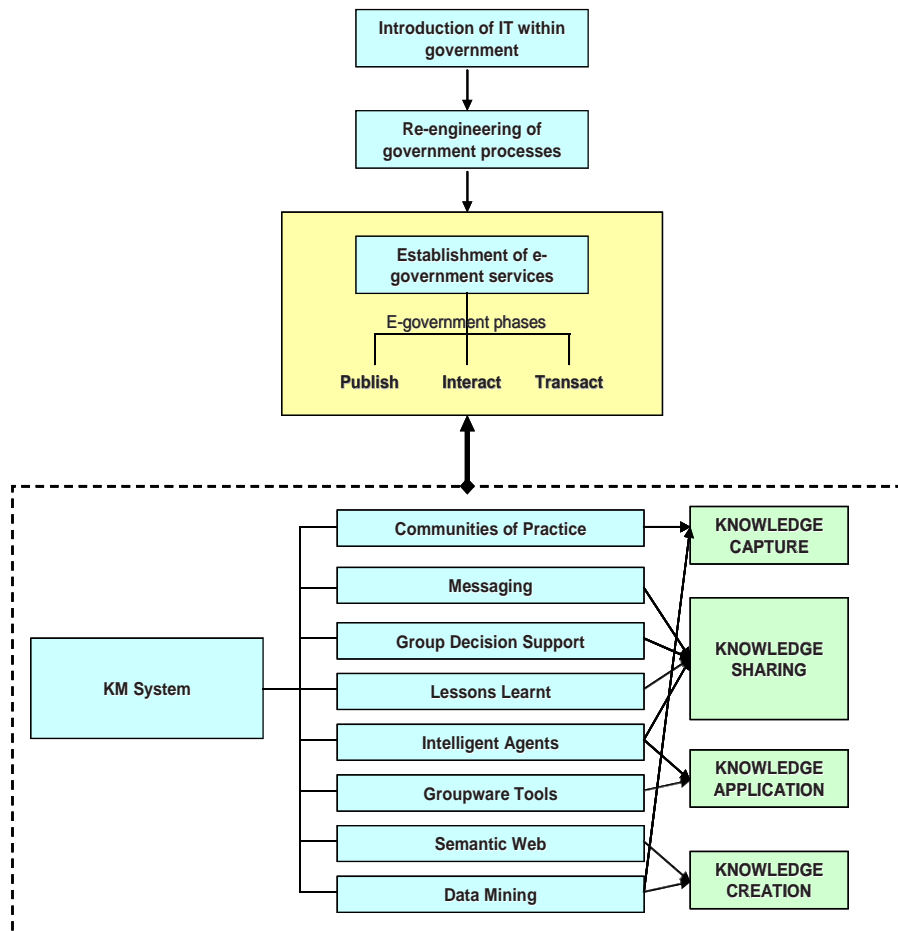 Introduction of IT within
government
Re-engineering of
government processes
Establishment of e-
government services
E-government phases
Publish
Interact
Transact
Communities of Practice
KNOWLEDGE
CAPTURE
Messaging
Group Decision Support
KNOWLEDGE
SHARING
KM System
Lessons Learnt
Intelligent Agents
KNOWLEDGE
APPLICATION
Groupware Tools
Semantic Web
KNOWLEDGE
CREATION
Data Mining